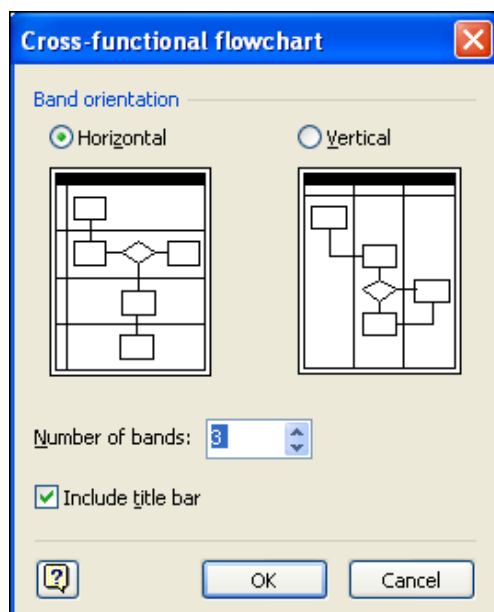 Cross-functional flowchart
Band orientation
Horizontal Vertical
Number of bands: 3
Include title bar
?
OK Cancel